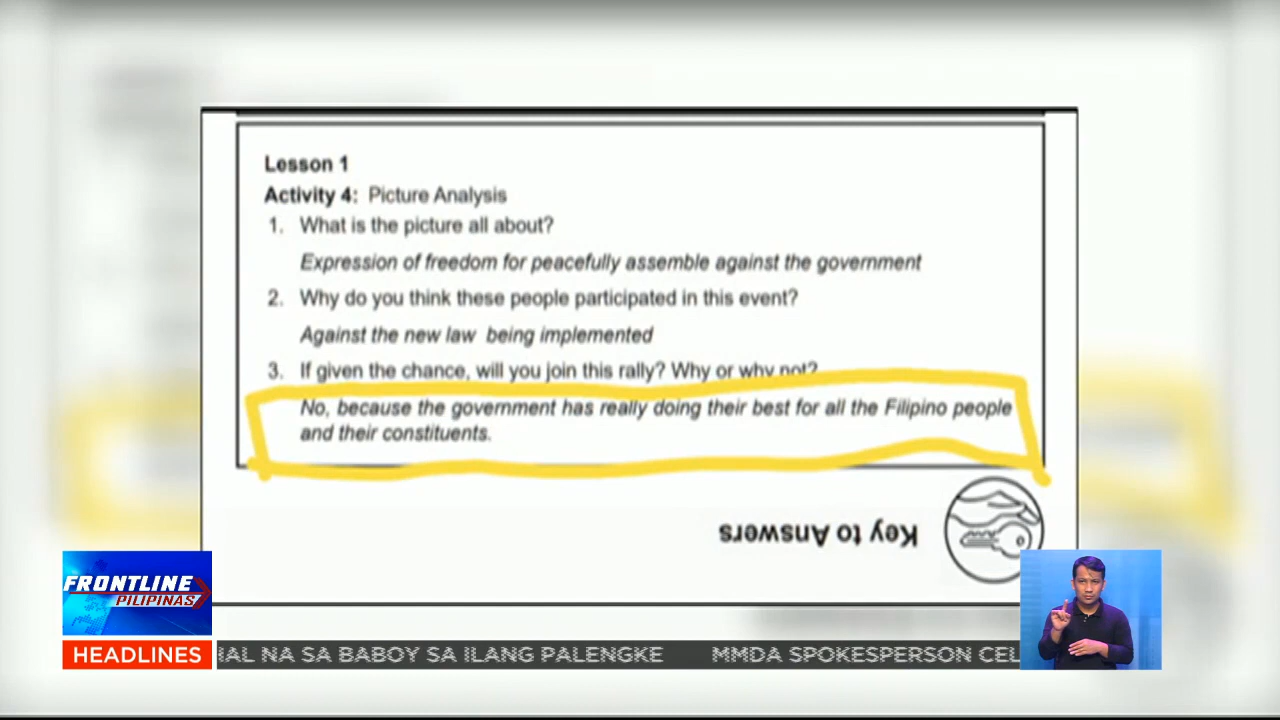 Lesson 1
Activity 4: Picture Analysis
1. What is the picture all about?
Expression of freedom for peacefully assemble against the government
2. Why do you think these people participated in this event?
Against the new law being implemented
3. If given the chance, will you join this rally? Why or why not?
No, because the government has really doing their best for all the Filipino people
and their constituents.
Key to Answers
FRONTLINE
PILIPINAS
HEADLINES
NA SA BABOY SA ILANG PALENGKE MMDA SPOKESPERSON